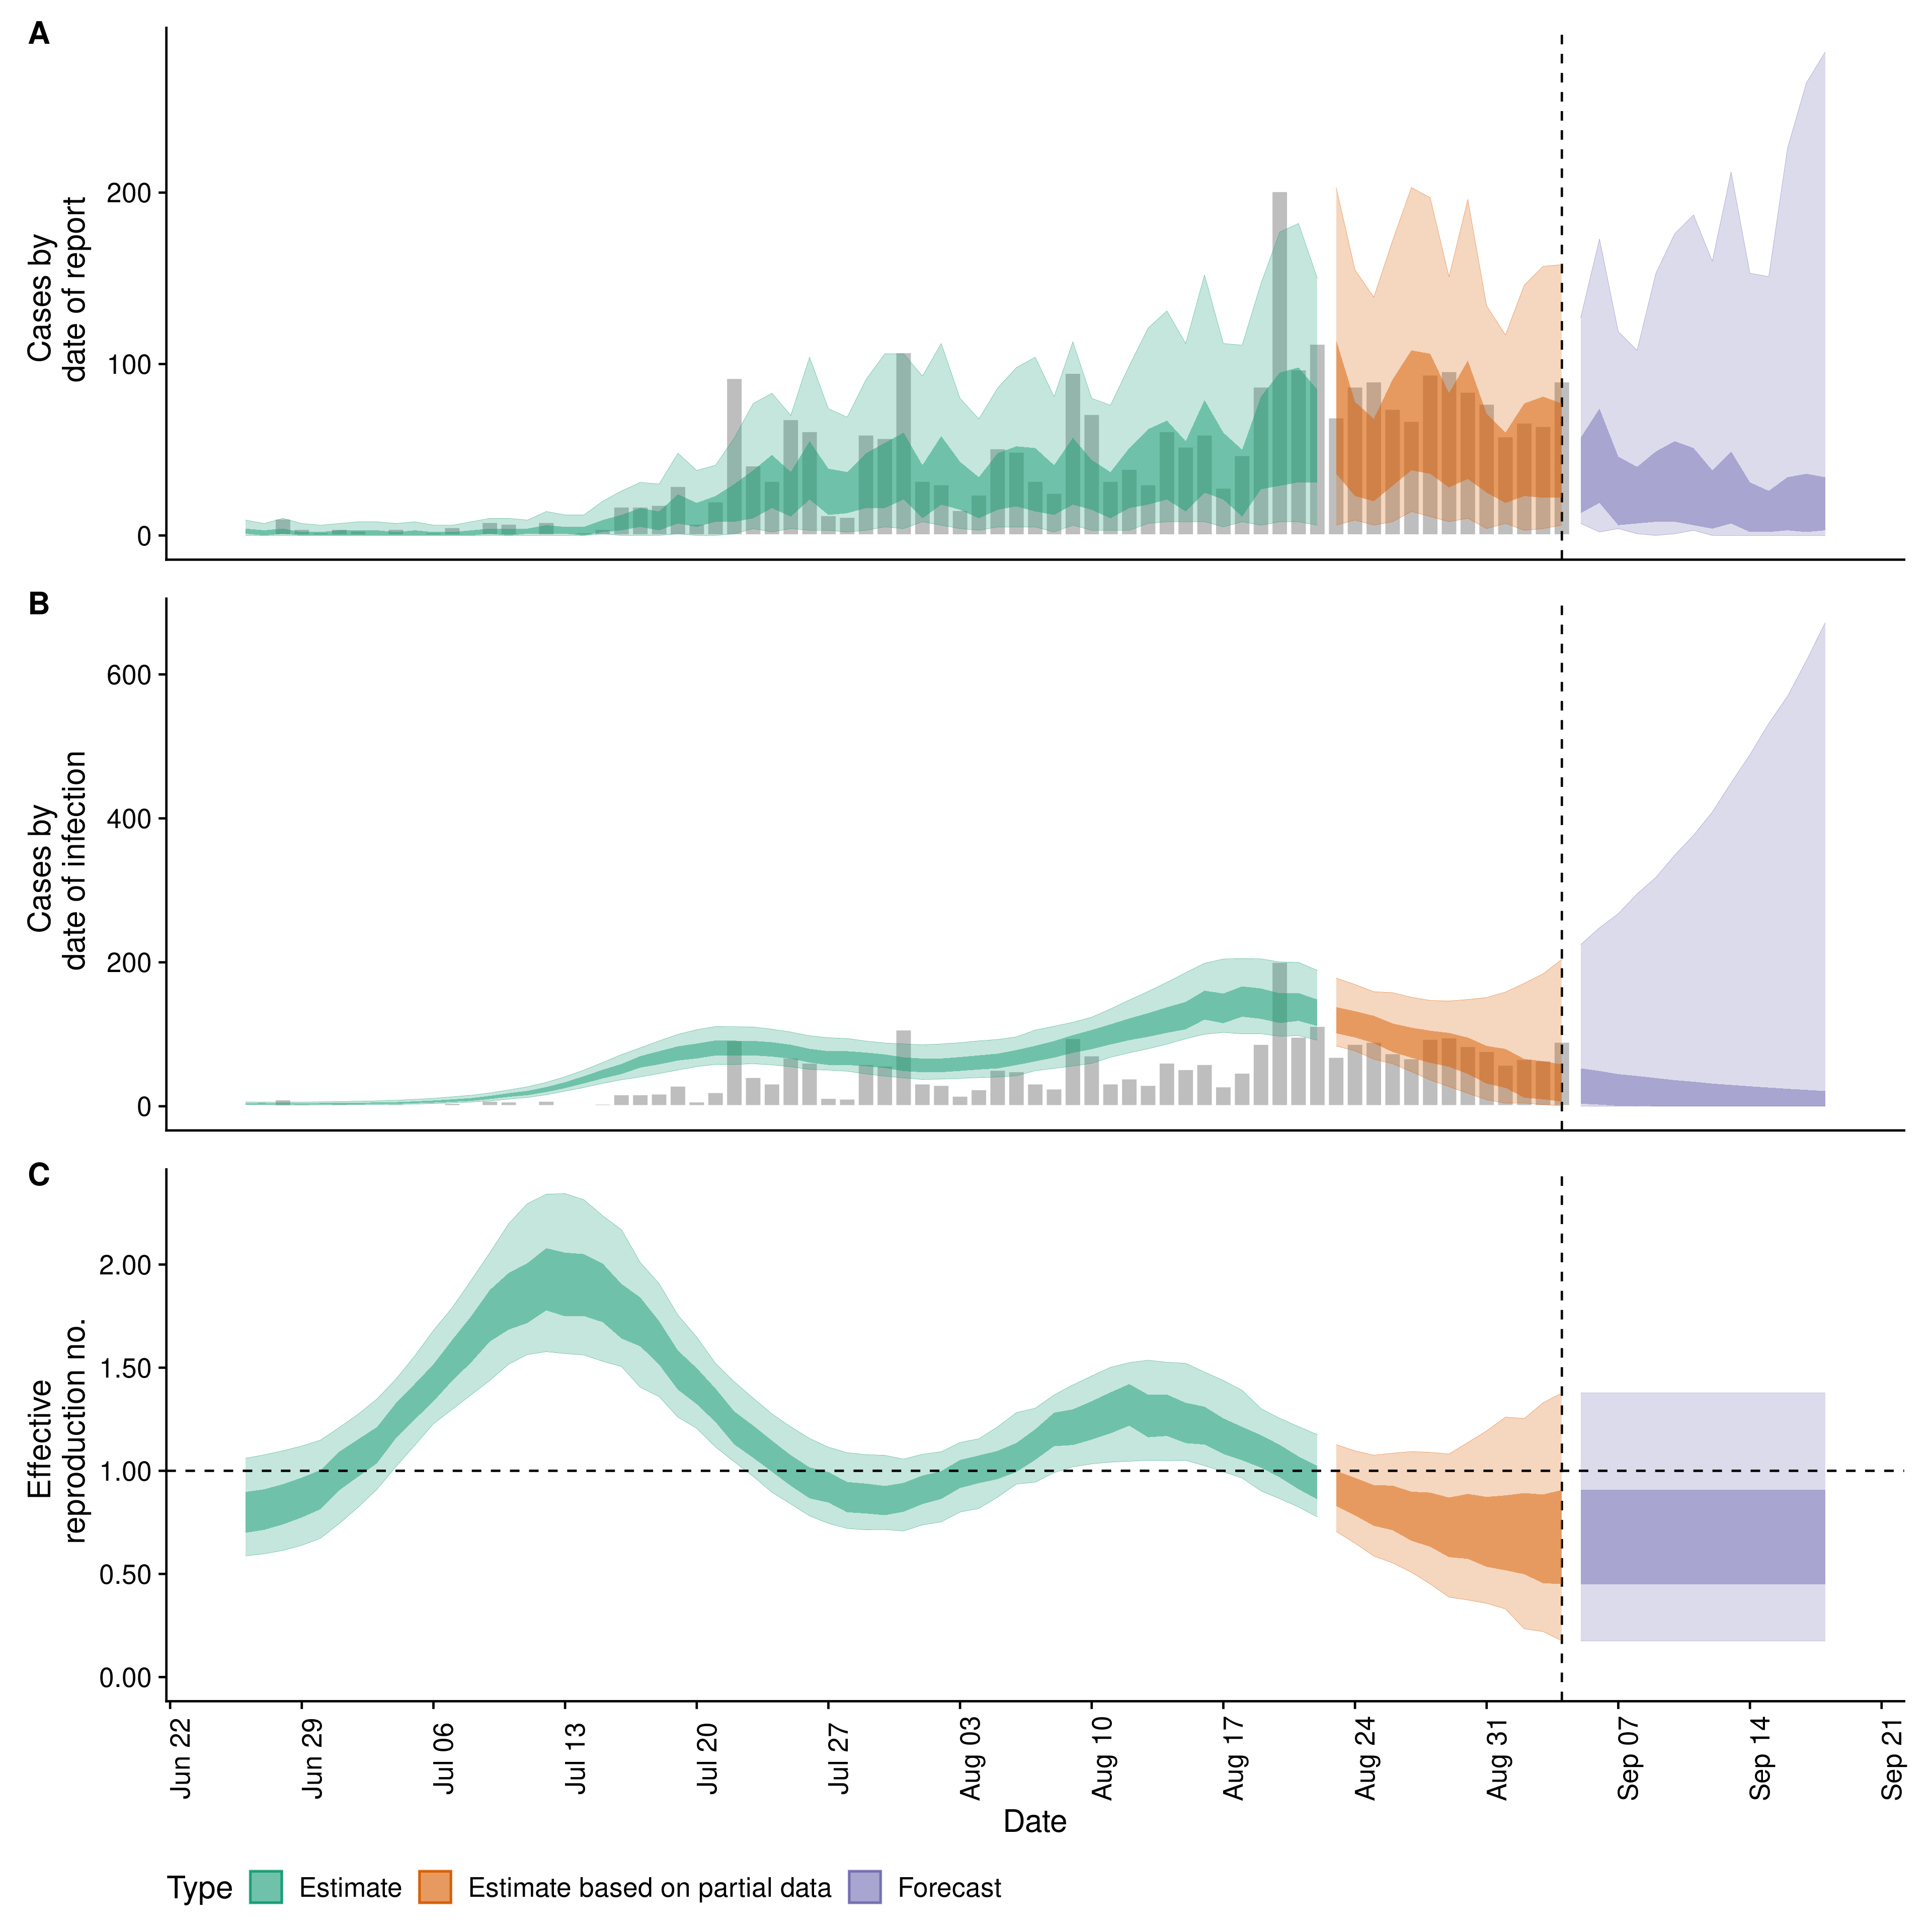 A
Cases by
date of report
200
100
0
B
Cases by
date of infection
600
400
200
0
C
Effective
reproduction no.
2.00
1.50
1.00
0.50
0.00
Jun 22
Jun 29
Jul 06
Jul 13
Jul 20
Jul 27
Aug 03
Aug 10
Aug 17
Aug 24
Aug 31
Sep 07
Sep 14
Sep 21
Date
Type Estimate Estimate based on partial data Forecast